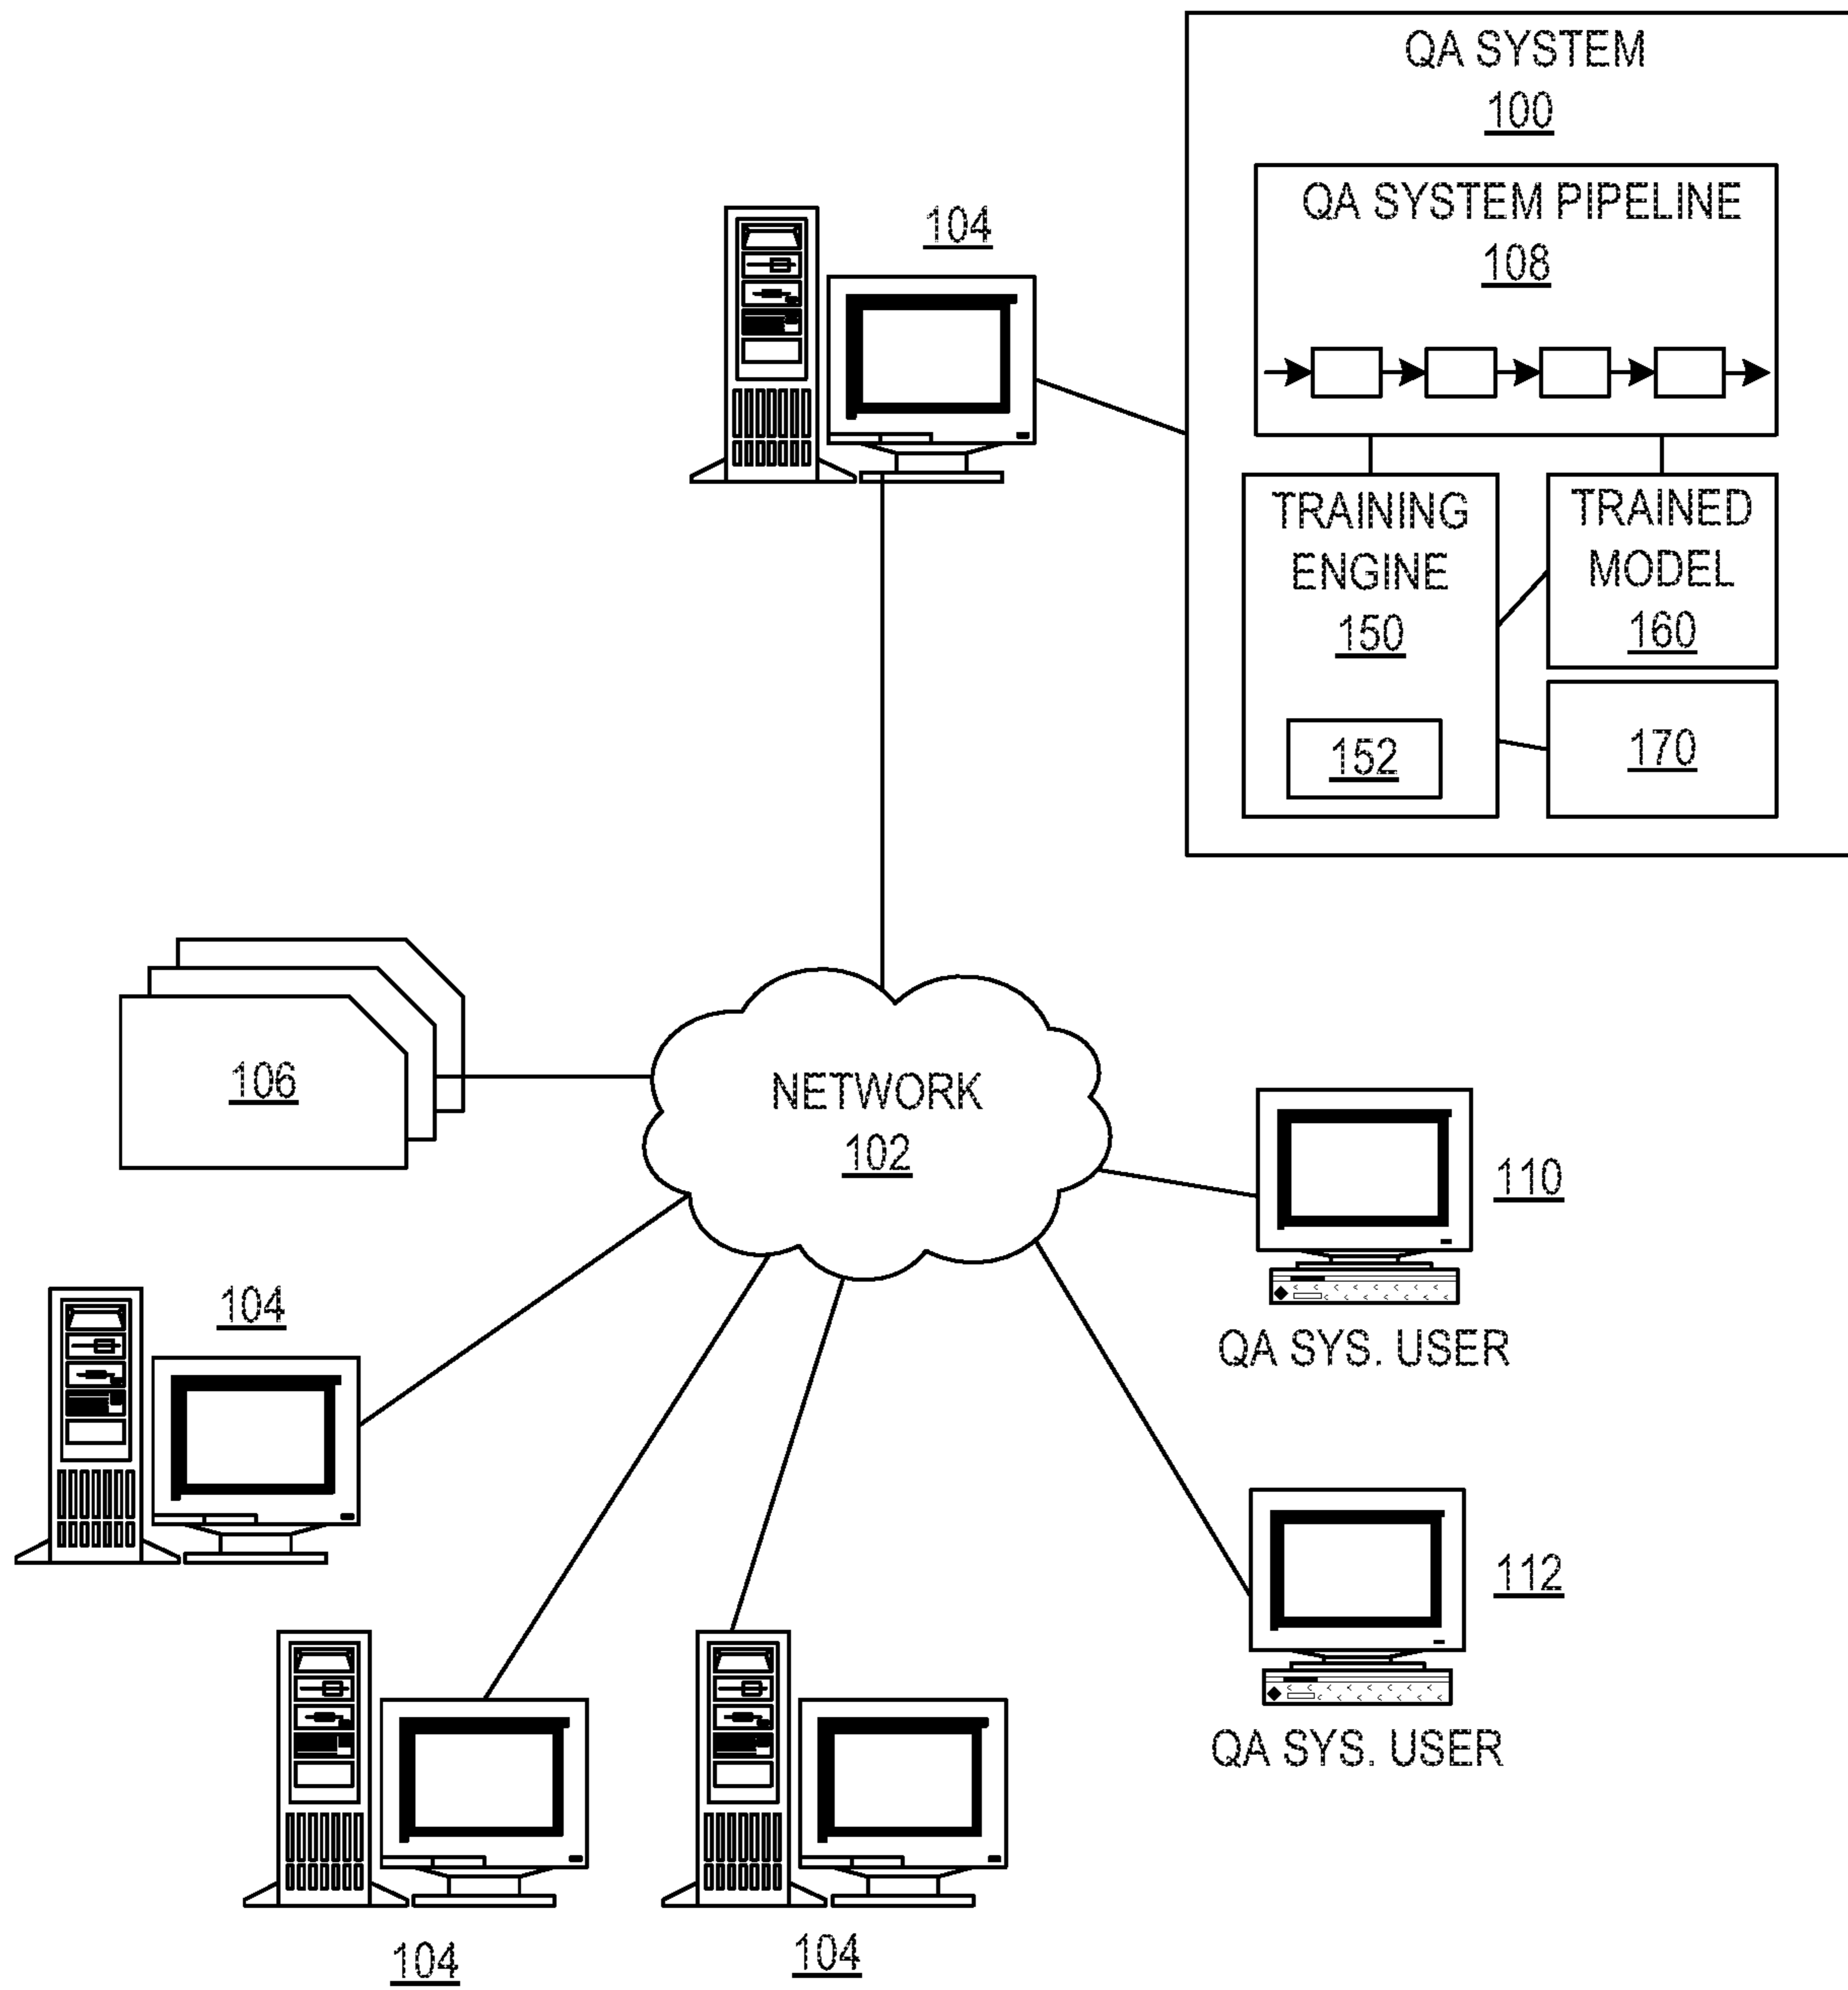 QA SYSTEM
100
QA SYSTEM PIPELINE
108
104
TRAINING
ENGINE
150
TRAINED
MODEL
160
152
170
106
NETWORK
102
110
QA SYS. USER
104
112
QA SYS. USER
104
104